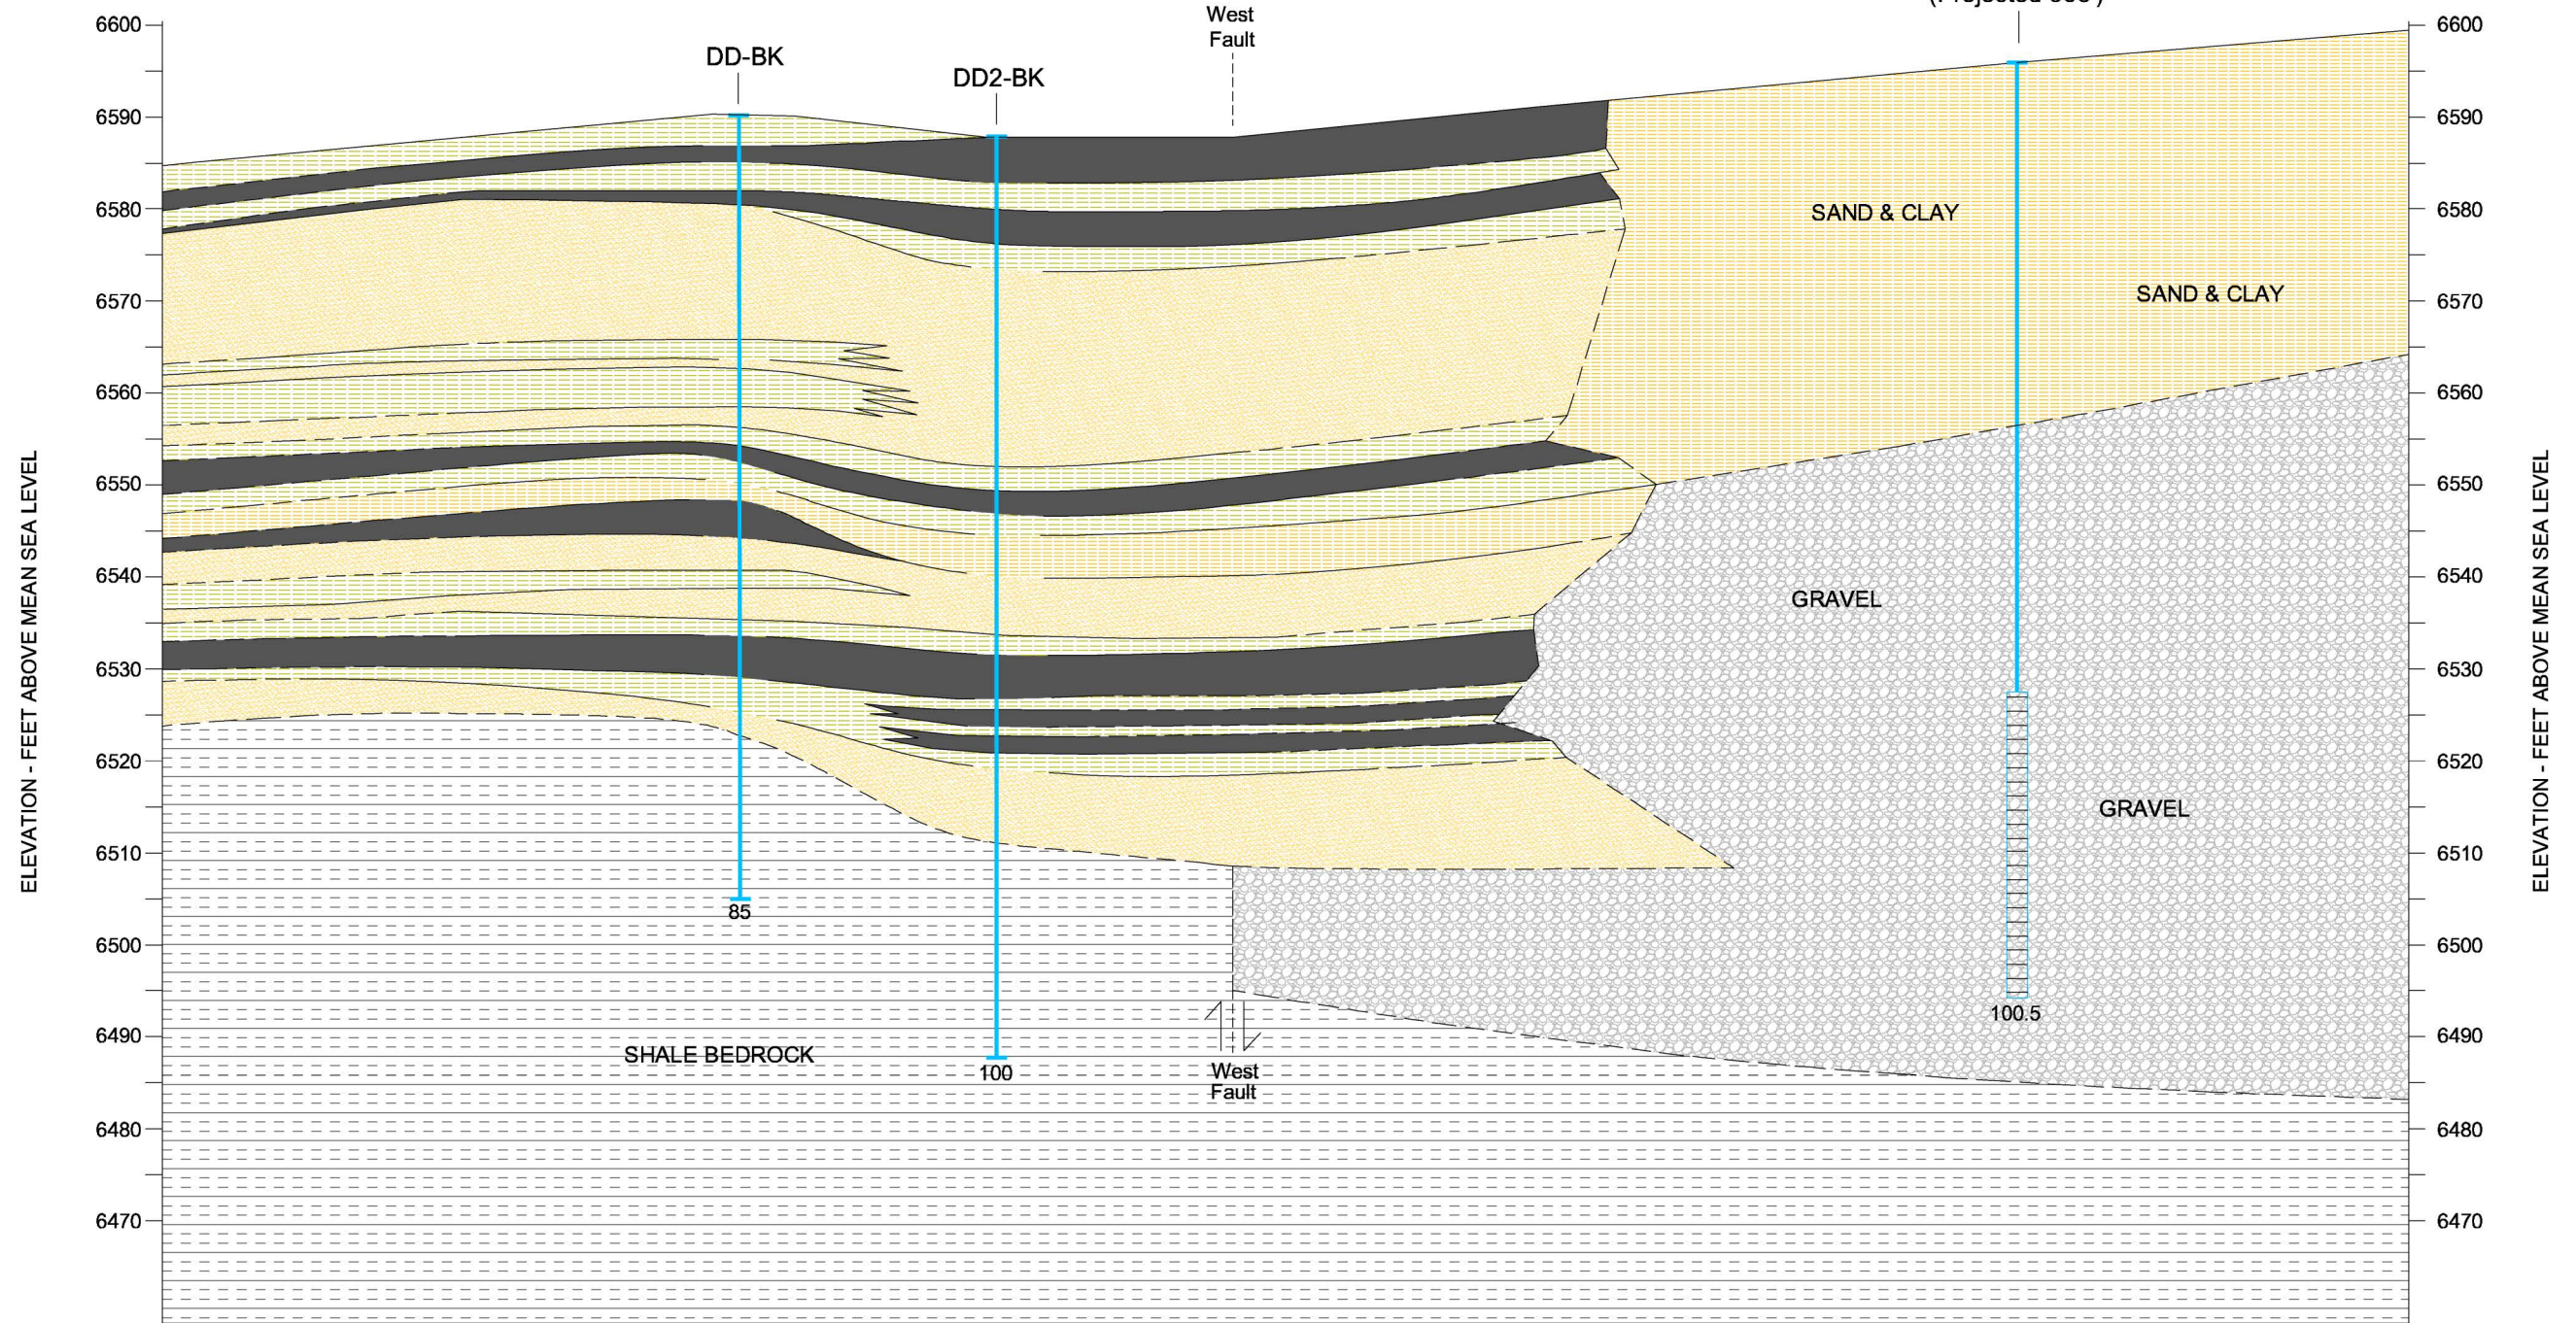 West
Fault
DD-BK
DD2-BK
6600
6590
6580
6570
6560
6550
6540
6530
6520
6510
6500
6490
6480
6470
ELEVATION - FEET ABOVE MEAN SEA LEVEL
SAND & CLAY
SAND & CLAY
GRAVEL
GRAVEL
85
100
100.5
SHALE BEDROCK
West
Fault
6600
6590
6580
6570
6560
6550
6540
6530
6520
6510
6500
6490
6480
6470
ELEVATION - FEET ABOVE MEAN SEA LEVEL